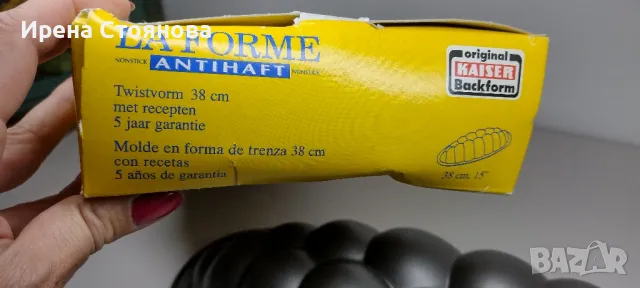 Ирена Стоянова
LA FORME
NONSTICK ANTIHAFT NONSTICK
Twistvorm 38 cm
met recepten
5 jaar garantie
Molde en forma de trenza 38 cm
con recetas
5 años de garantia
original
KAISER
Backform
38 cm, 15"
BAZAR